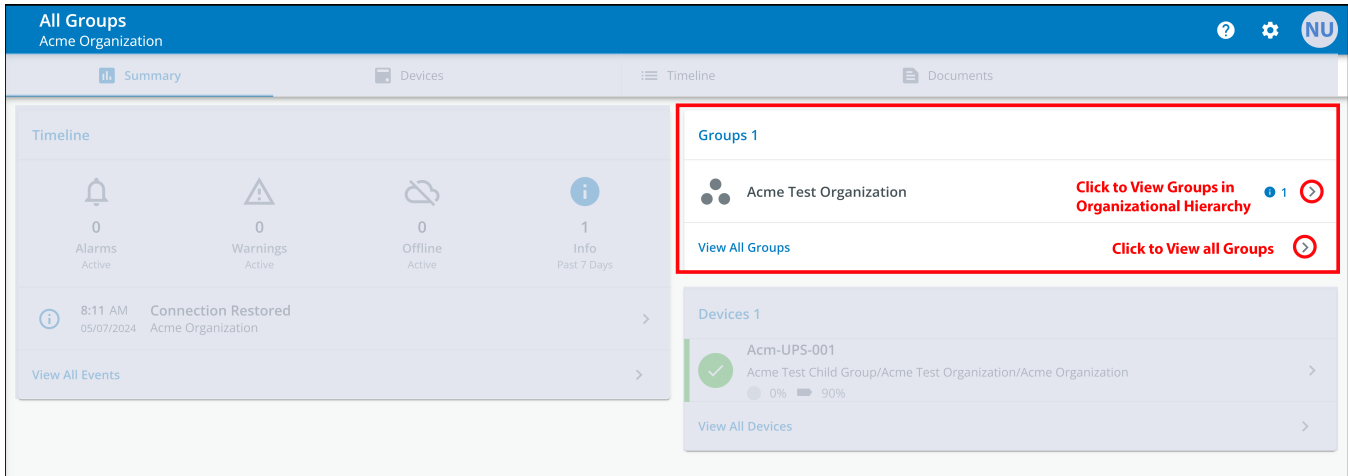 All Groups
Acme Organization
NU
Summary
Devices
Timeline
Documents
Timeline
0
Alarms
Active
0
Warnings
Active
0
Offline
Active
1
Info
Past 7 Days
8:11 AM Connection Restored
05/07/2024 Acme Organization
View All Events
Groups 1
Acme Test Organization
Click to View Groups in
Organizational Hierarchy
1
View All Groups
Click to View all Groups
Devices 1
Acm-UPS-001
Acme Test Child Group/Acme Test Organization/Acme Organization
0% 90%
View All Devices